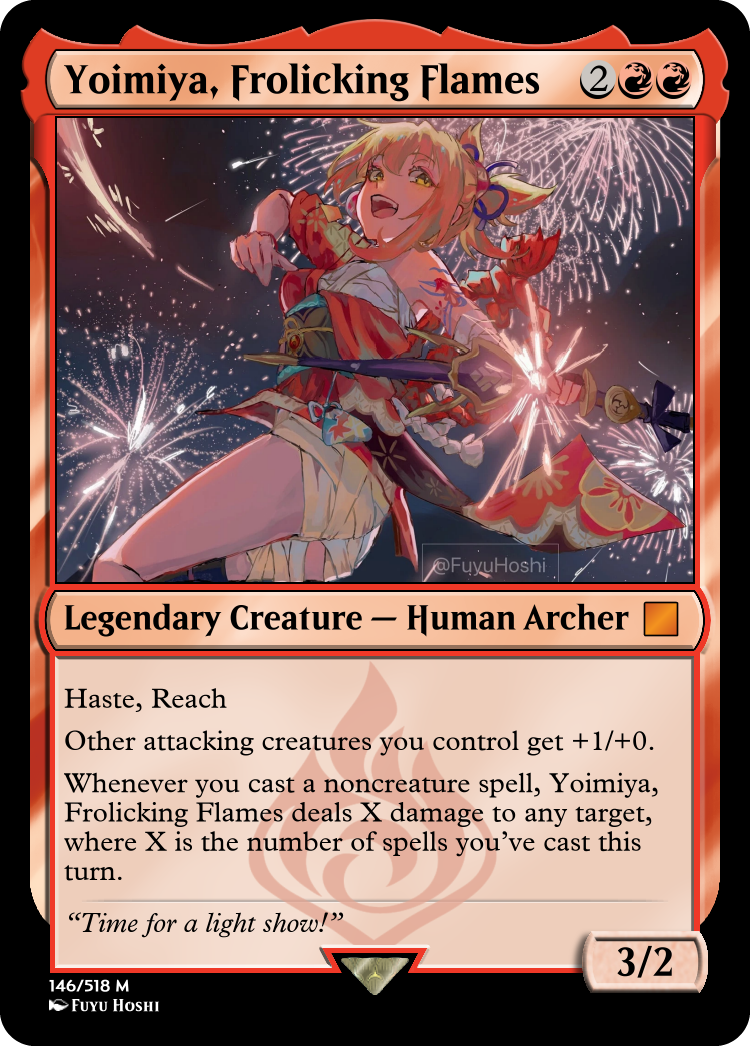 Yoimiya, Frolicking Flames 2
@FuyuHoshi
Legendary Creature — Human Archer
Haste, Reach
Other attacking creatures you control get +1/+0.
Whenever you cast a noncreature spell, Yoimiya,
Frolicking Flames deals X damage to any target,
where X is the number of spells you’ve cast this
turn.
“Time for a light show!”
3/2
146/518 M
Fuyu Hoshi